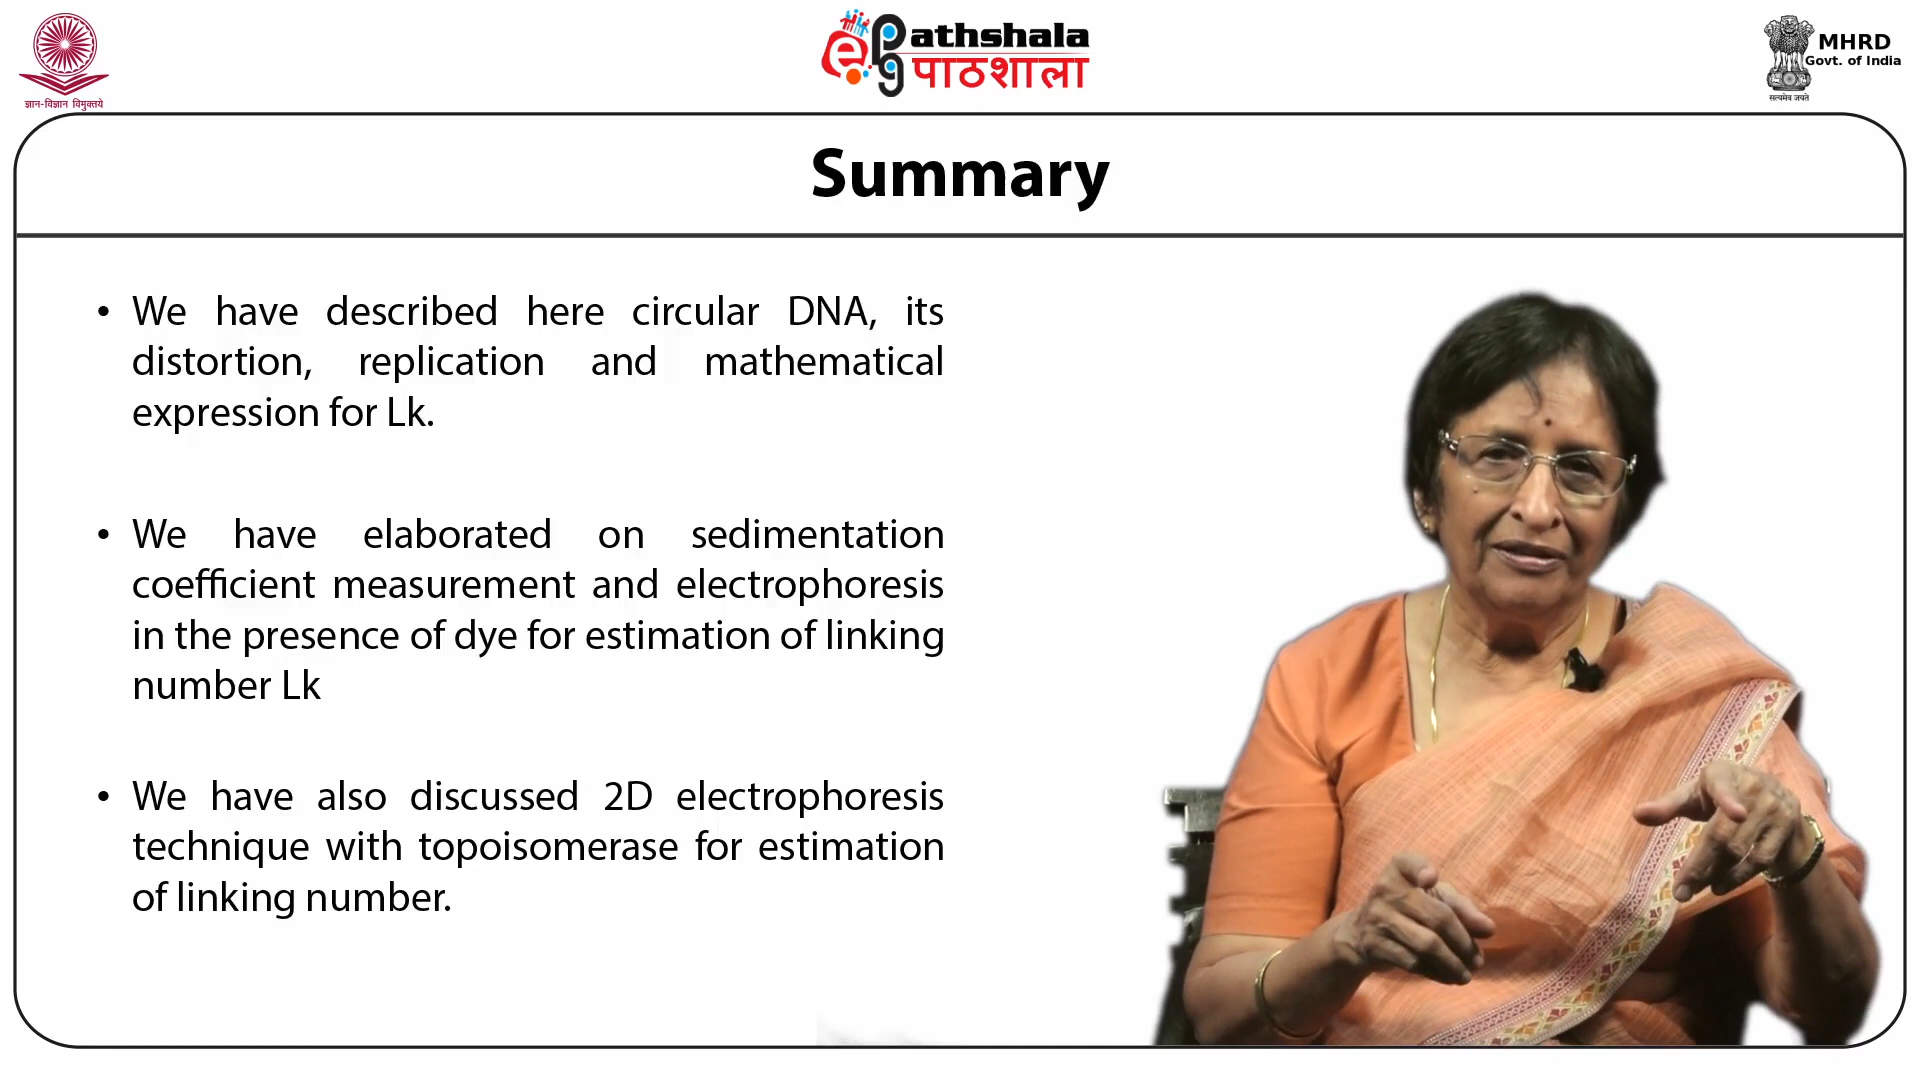 ज्ञान-विज्ञान विमुक्तये
ePathshala
पाठशाला
MHRD
Govt. of India
सत्यमेव जयते
Summary
• We have described here circular DNA, its
distortion, replication and mathematical
expression for Lk.
• We have elaborated on sedimentation
coefficient measurement and electrophoresis
in the presence of dye for estimation of linking
number Lk
• We have also discussed 2D electrophoresis
technique with topoisomerase for estimation
of linking number.